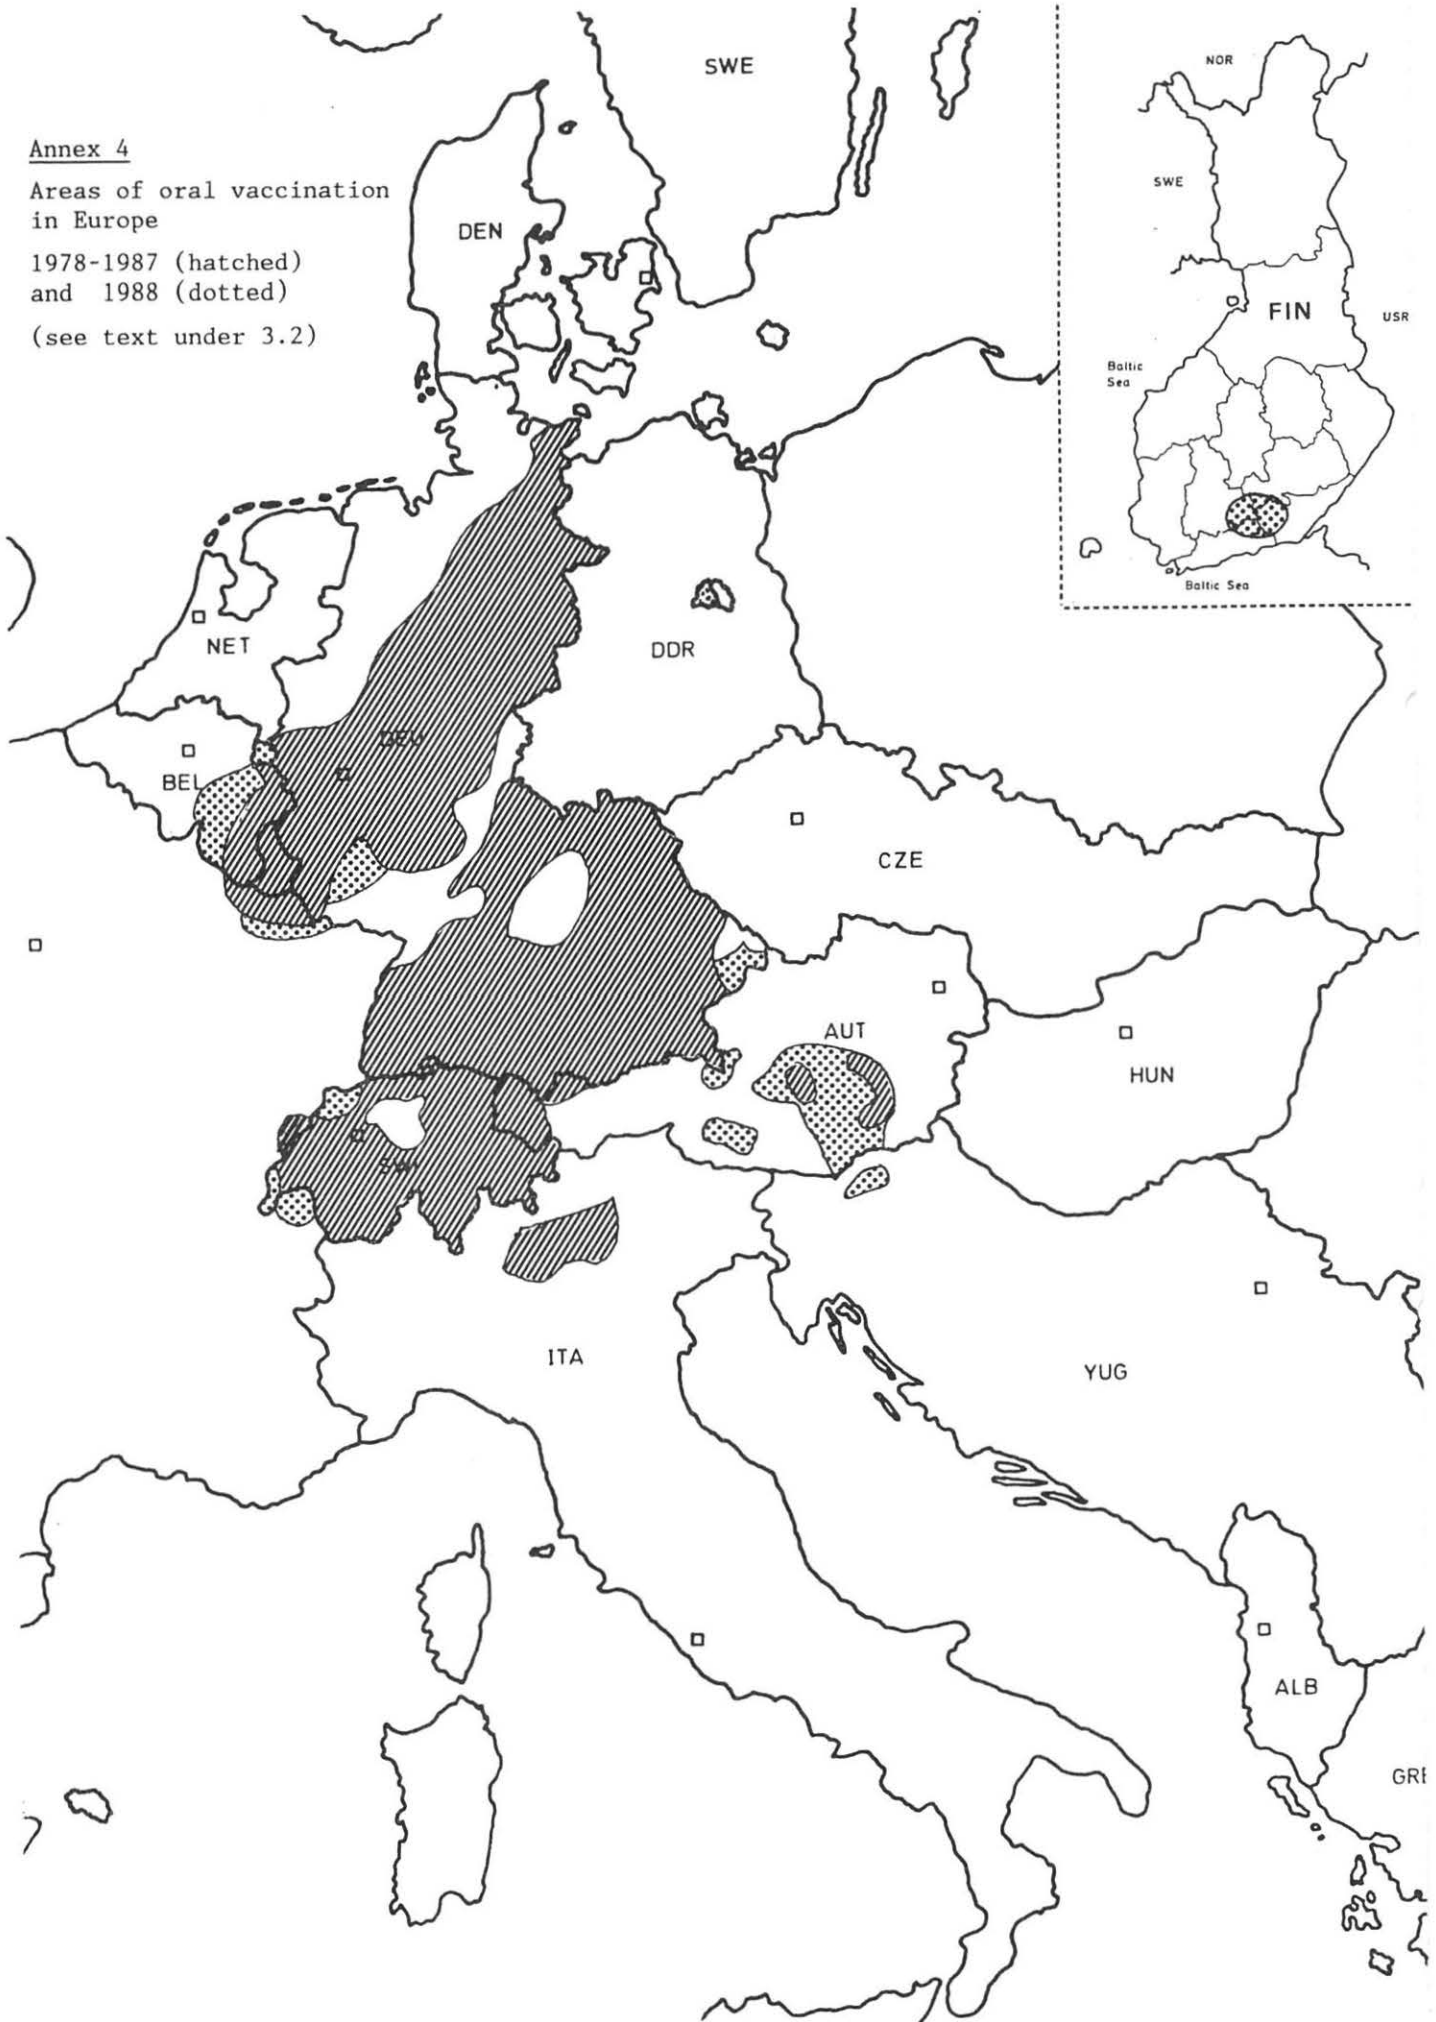 Annex 4
Areas of oral vaccination
in Europe
1978-1987 (hatched)
and 1988 (dotted)
(see text under 3.2)
SWE
DEN
NOR
SWE
FIN
USR
Baltic
Sea
Baltic Sea
NET
DDR
DEU
BEL
CZE
AUT
HUN
ITA
YUG
ALB